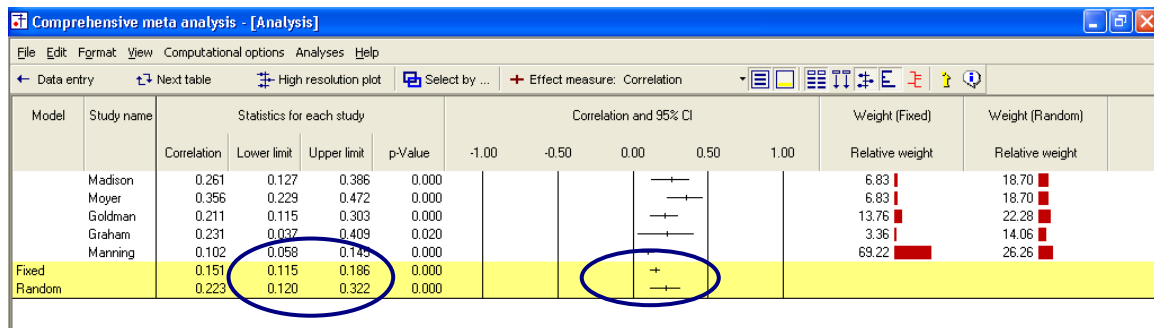 Comprehensive meta analysis - [Analysis]
File Edit Format View Computational options Analyses Help
← Data entry Next table High resolution plot Select by ... Effect measure: Correlation
Model Study name Statistics for each study Correlation and 95% CI Weight (Fixed) Weight (Random)
Correlation Lower limit Upper limit p-Value -1.00 -0.50 0.00 0.50 1.00 Relative weight Relative weight
Madison 0.261 0.127 0.386 0.000 6.83 18.70
Moyer 0.356 0.229 0.472 0.000 6.83 18.70
Goldman 0.211 0.115 0.303 0.000 13.76 22.28
Graham 0.231 0.037 0.409 0.020 3.36 14.06
Manning 0.102 0.058 0.145 0.000 69.22 26.26
Fixed 0.151 0.115 0.186 0.000
Random 0.223 0.120 0.322 0.000